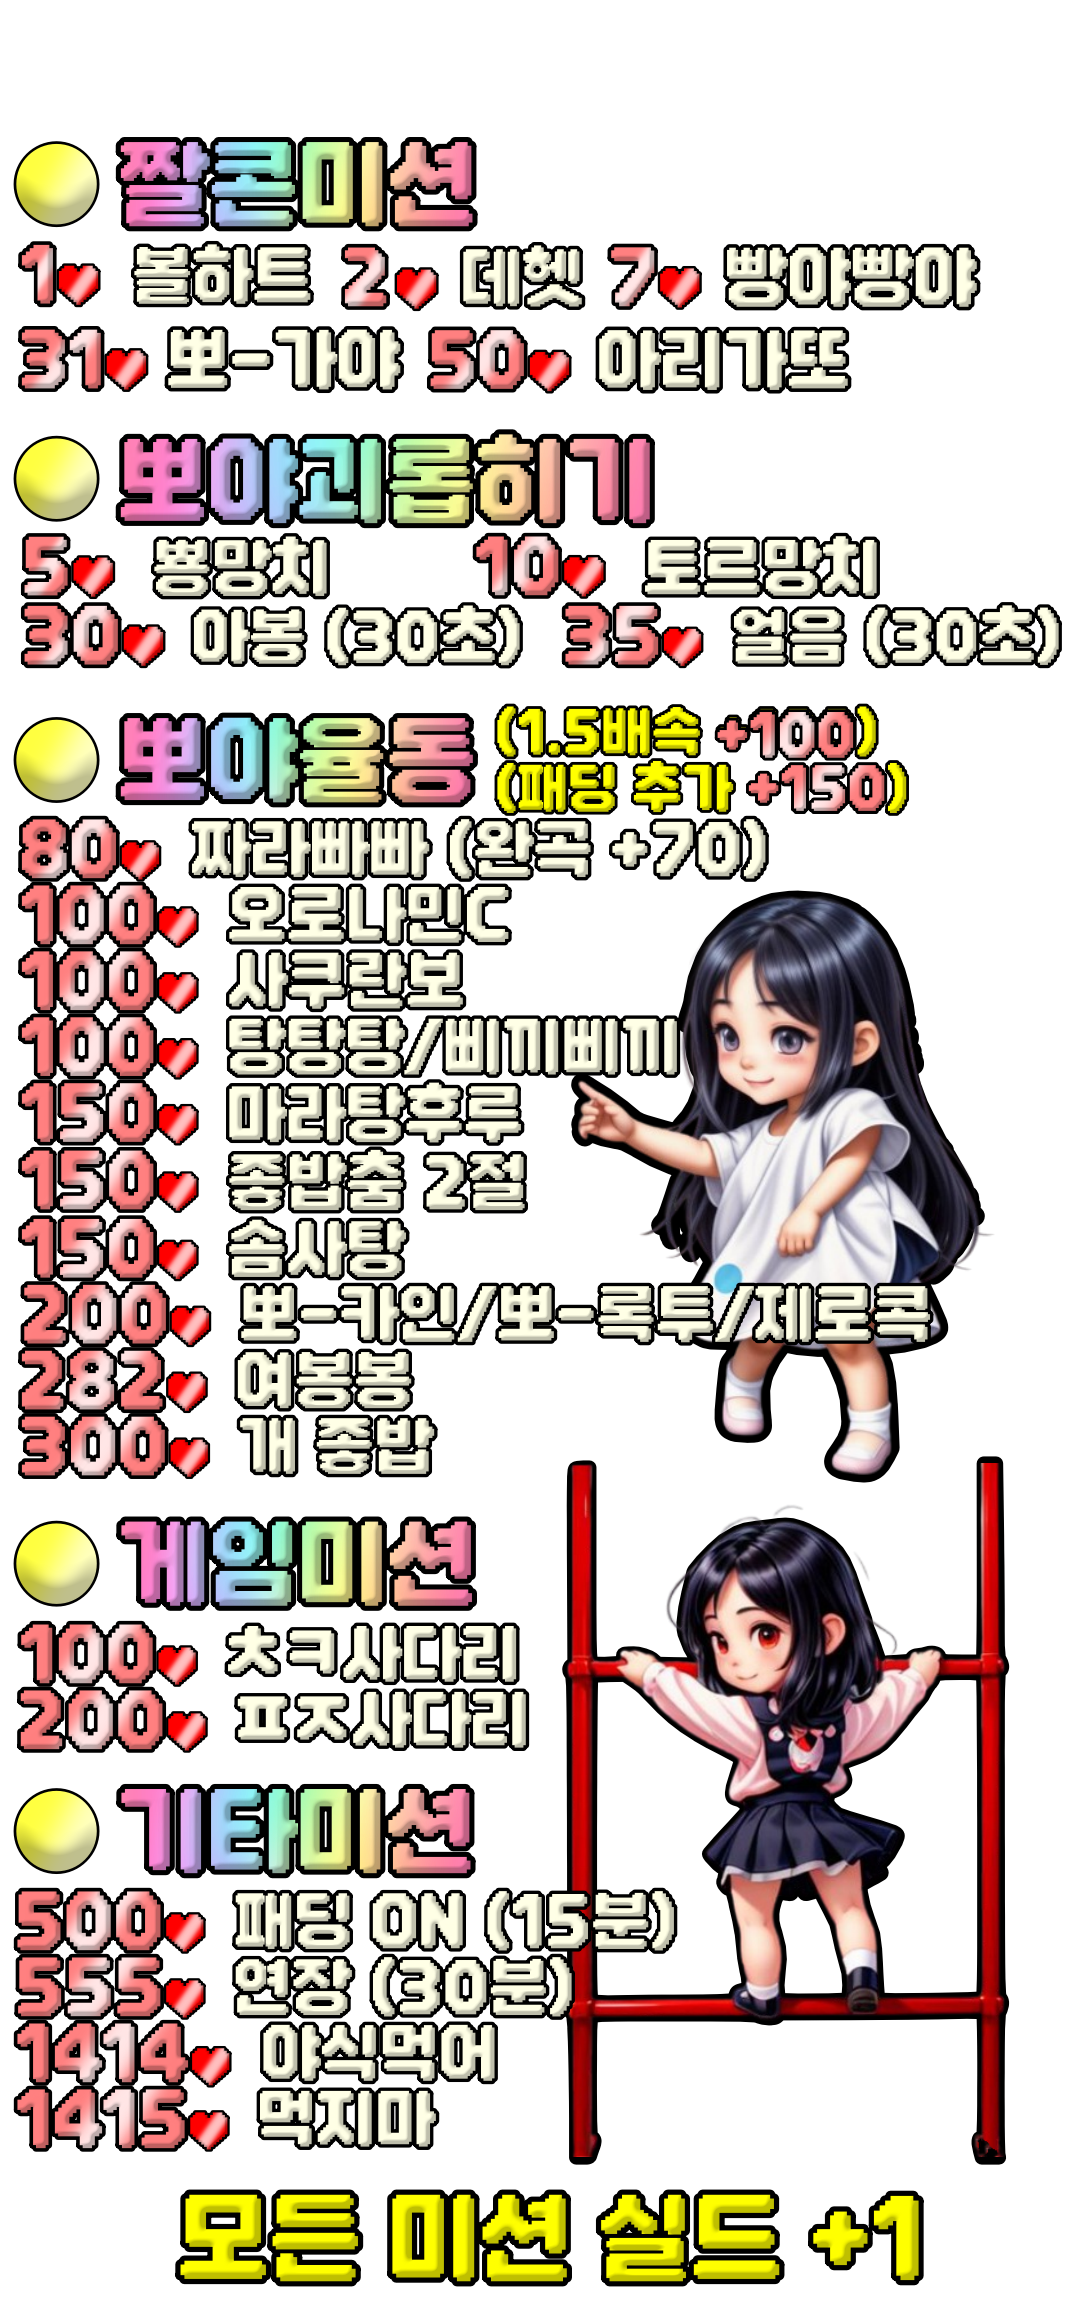 짤콘미션
1♥ 볼하트 2♥ 데헷 7♥ 빵야빵야
31♥ 뽀-가야 50♥ 아리가또
뽀야괴롭히기
5♥ 뿅망치 10♥ 토르망치
30♥ 아봉 (30초) 35♥ 얼음 (30초)
뽀야율동 (1.5배속 +100)
(패딩 추가 +150)
80♥ 짜라빠빠 (완곡 +70)
100♥ 오로나민C
100♥ 사쿠란보
100♥ 탕탕탕/삐끼삐끼
150♥ 마라탕후루
150♥ 좋밥춤 2절
150♥ 솜사탕
200♥ 뽀-카인/뽀-록투/제로콕
282♥ 여봉봉
300♥ 개 좋밥
게임미션
100♥ ㅊㅋ사다리
200♥ ㅍㅈ사다리
기타미션
500♥ 패딩 ON (15분)
555♥ 연장 (30분)
1414♥ 야식먹어
1415♥ 먹지마
모든 미션 실드 +1